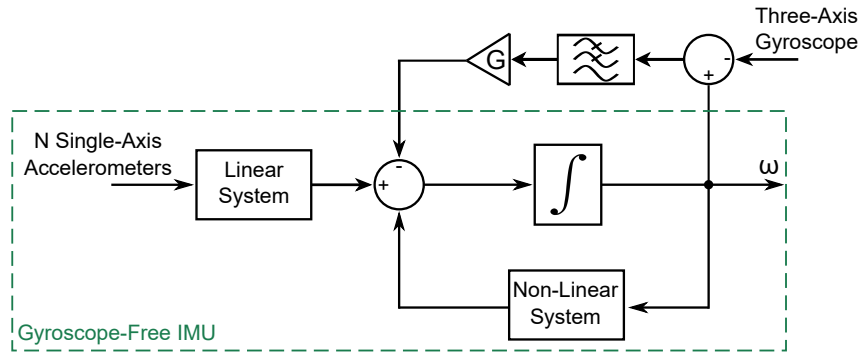 Three-Axis
Gyroscope
G
-
+
N Single-Axis
Accelerometers
Linear
System
-
+
∫
ω
Non-Linear
System
Gyroscope-Free IMU